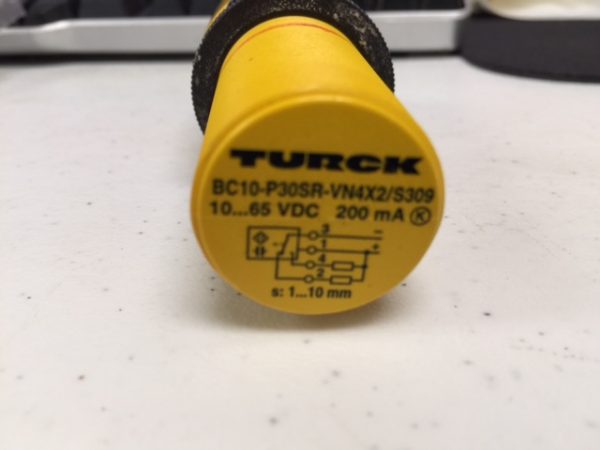 TURCK
BC10-P30SR-VN4X2/S309
10...65 VDC 200 mA K
3 −
1 +
4
2
s: 1...10 mm